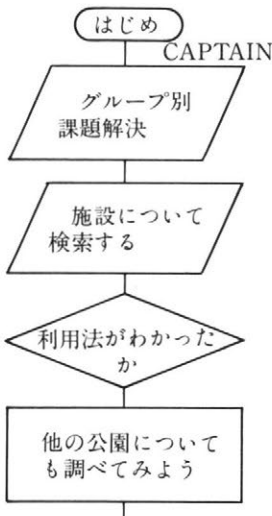 はじめ
CAPTAIN
グループ別
課題解決
施設について
検索する
利用法がわかった
か
他の公園について
も調べてみよう